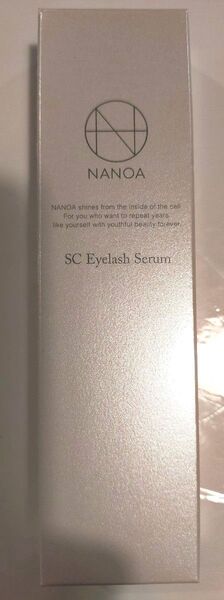 NANOA
NANOA shines from the inside of the cell
For you who want to repeat years
like yourself with youthful beauty forever.
SC Eyelash Serum